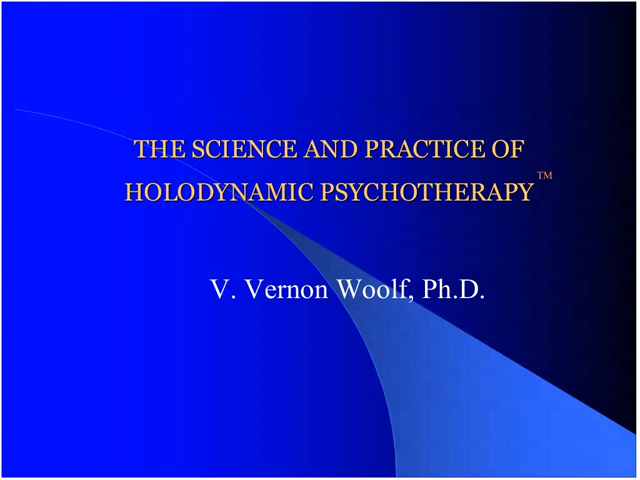 THE SCIENCE AND PRACTICE OF
HOLODYNAMIC PSYCHOTHERAPY ™
V. Vernon Woolf, Ph.D.